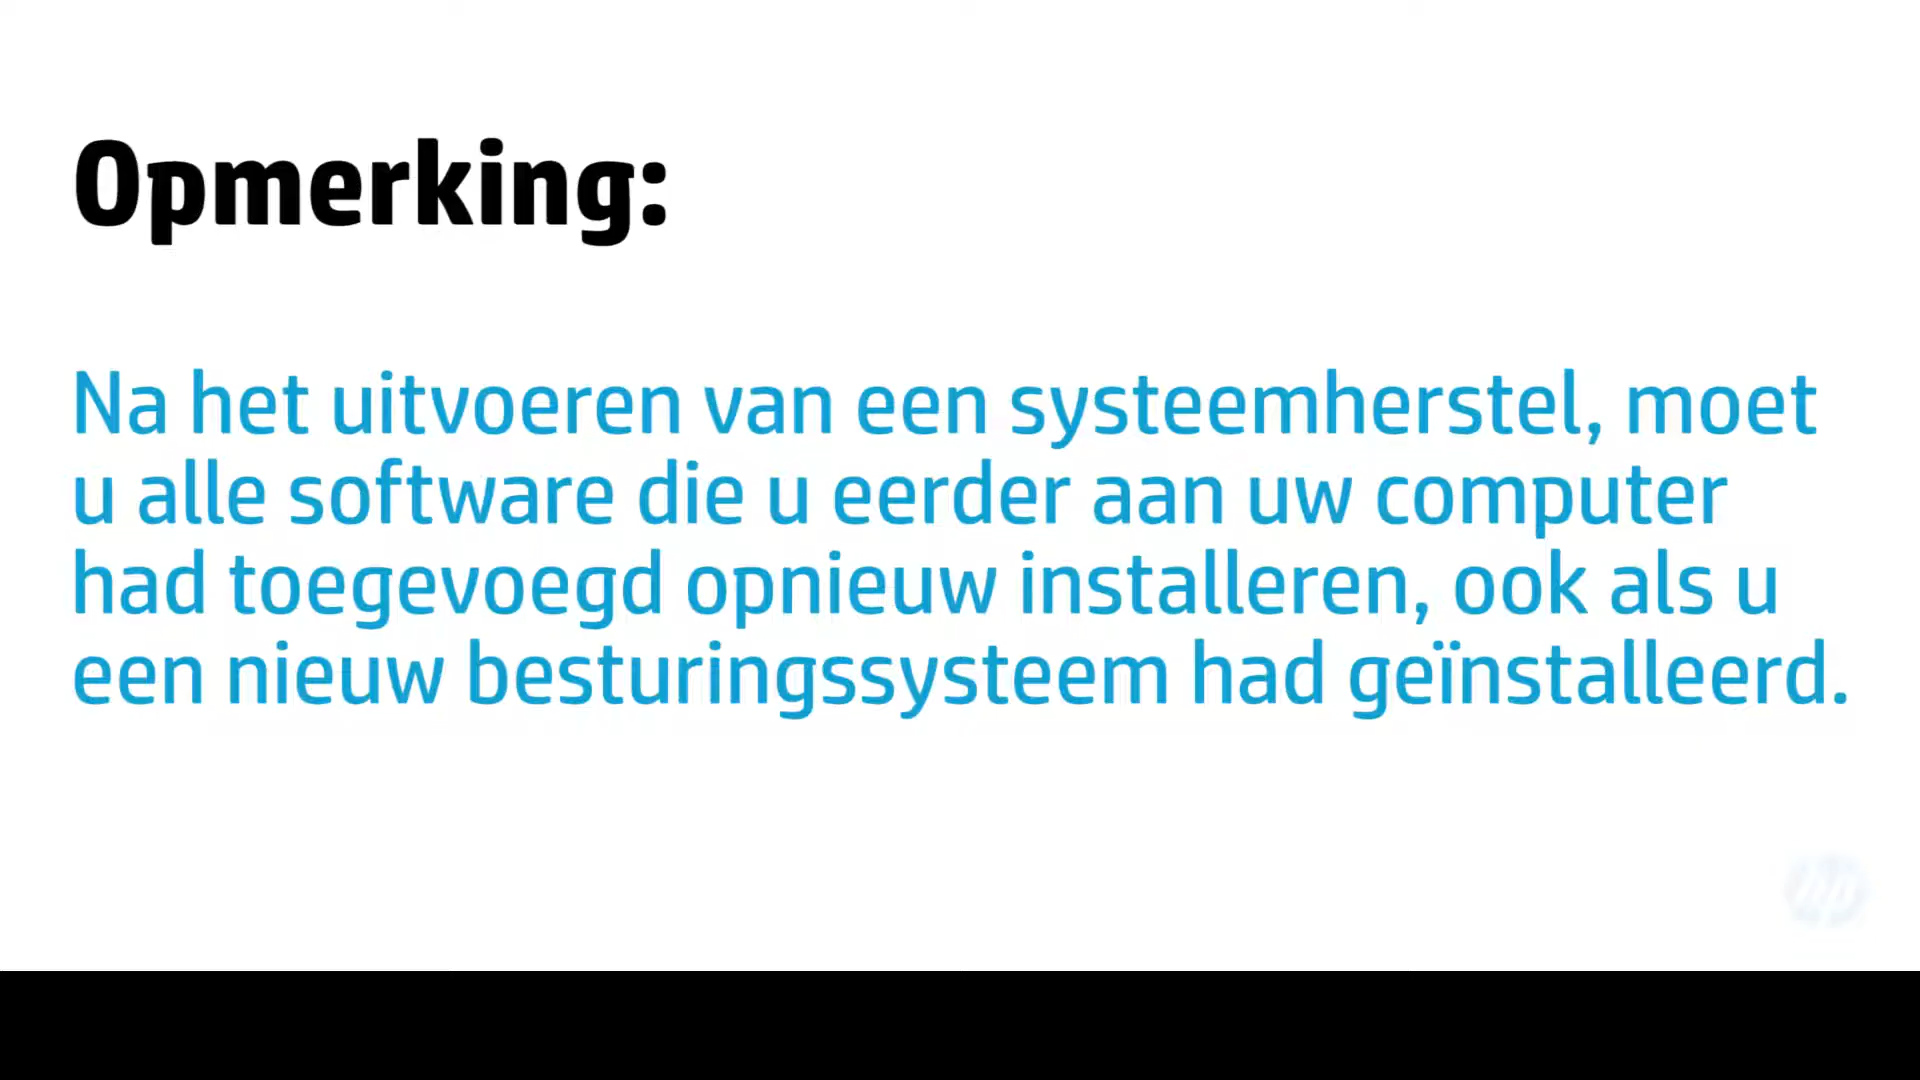 Opmerking:
Na het uitvoeren van een systeemherstel, moet
u alle software die u eerder aan uw computer
had toegevoegd opnieuw installeren, ook als u
een nieuw besturingssysteem had geïnstalleerd.
hp